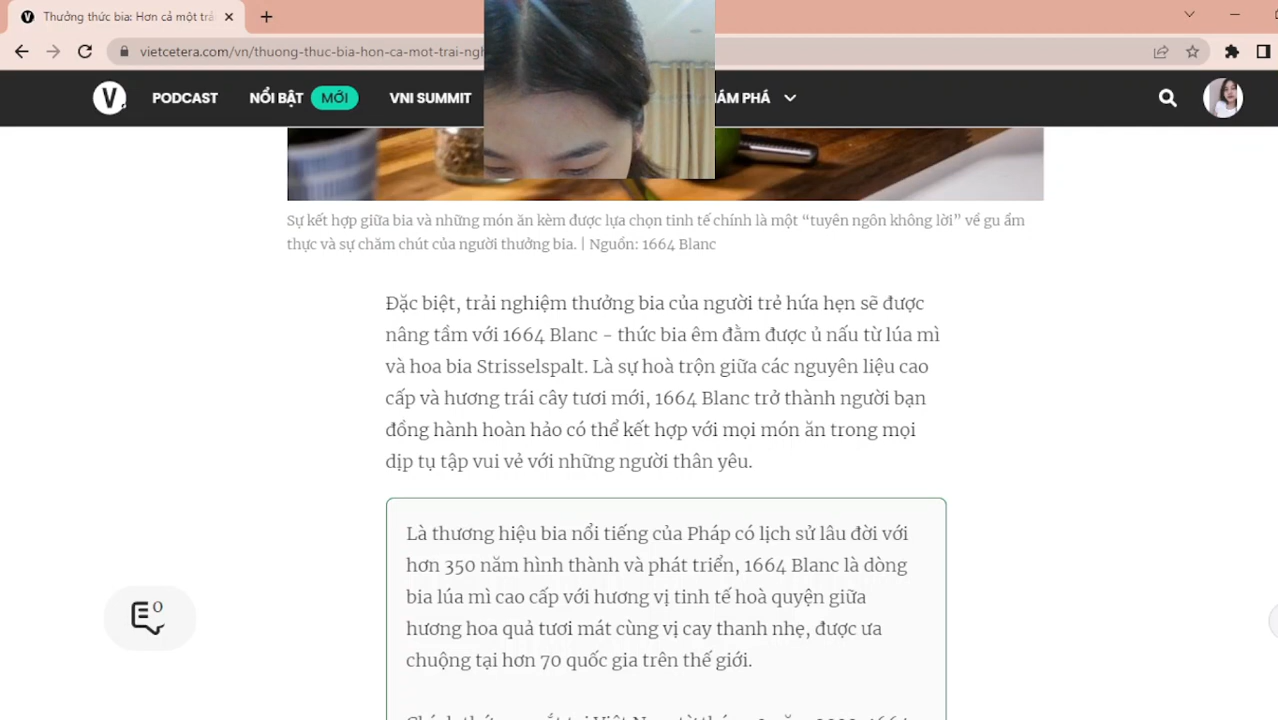 Thưởng thức bia: Hơn cả một trả
vietcetera.com/vn/thuong-thuc-bia-hon-ca-mot-trai-ngh
V.
PODCAST NỔI BẬT MỚI VNI SUMMIT PHÁ
Sự kết hợp giữa bia và những món ăn kèm được lựa chọn tinh tế chính là một “tuyên ngôn không lời” về gu ẩm
thực và sự chăm chút của người thưởng bia. | Nguồn: 1664 Blanc
Đặc biệt, trải nghiệm thưởng bia của người trẻ hứa hẹn sẽ được
nâng tầm với 1664 Blanc - thức bia êm đằm được ủ nấu từ lúa mì
và hoa bia Strisselspalt. Là sự hoà trộn giữa các nguyên liệu cao
cấp và hương trái cây tươi mới, 1664 Blanc trở thành người bạn
đồng hành hoàn hảo có thể kết hợp với mọi món ăn trong mọi
dịp tụ tập vui vẻ với những người thân yêu.
Là thương hiệu bia nổi tiếng của Pháp có lịch sử lâu đời với
hơn 350 năm hình thành và phát triển, 1664 Blanc là dòng
bia lúa mì cao cấp với hương vị tinh tế hoà quyện giữa
hương hoa quả tươi mát cùng vị cay thanh nhẹ, được ưa
chuộng tại hơn 70 quốc gia trên thế giới.
0